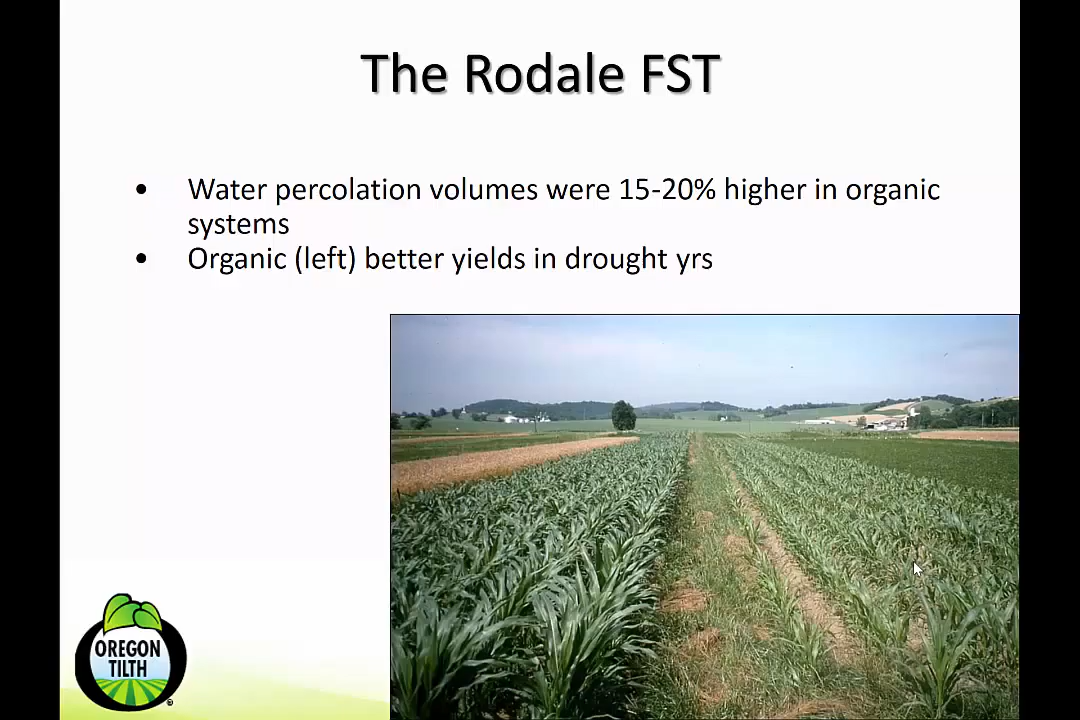 The Rodale FST
• Water percolation volumes were 15-20% higher in organic
systems
• Organic (left) better yields in drought yrs
OREGON
TILTH
®